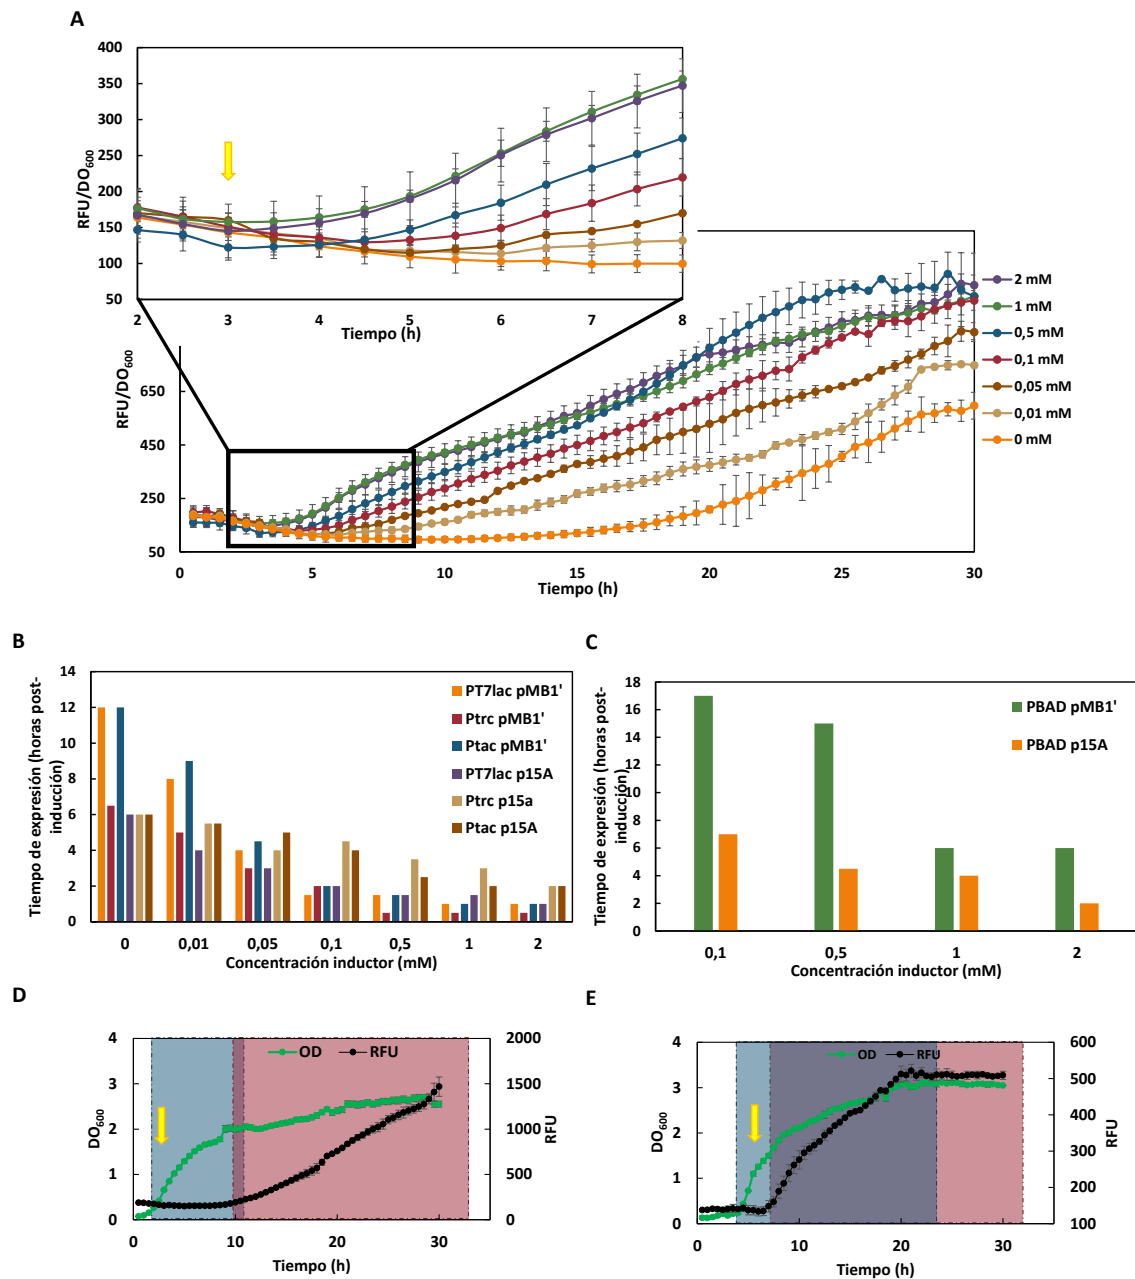 A
400
350
300
250
200
150
100
50
RFU/DO600
2
3
4
5
6
7
8
Tiempo (h)
650
450
250
50
RFU/DO600
0
5
10
15
20
25
30
Tiempo (h)
2 mM
1 mM
0,5 mM
0,1 mM
0,05 mM
0,01 mM
0 mM
B
14
12
10
8
6
4
2
0
Tiempo de expresión (horas post-
inducción)
PT7lac pMB1'
Ptrc pMB1'
Ptac pMB1'
PT7lac p15A
Ptrc p15a
Ptac p15A
0
0,01
0,05
0,1
0,5
1
2
Concentración inductor (mM)
C
18
16
14
12
10
8
6
4
2
0
Tiempo de expresión (horas post-
inducción)
PBAD pMB1'
PBAD p15A
0,1
0,5
1
2
Concentración inductor (mM)
D
4
3
2
1
0
DO600
OD
RFU
2000
1500
1000
500
0
RFU
0
10
20
30
Tiempo (h)
E
4
3
2
1
0
DO600
OD
RFU
600
500
400
300
200
100
RFU
0
10
20
30
Tiempo (h)